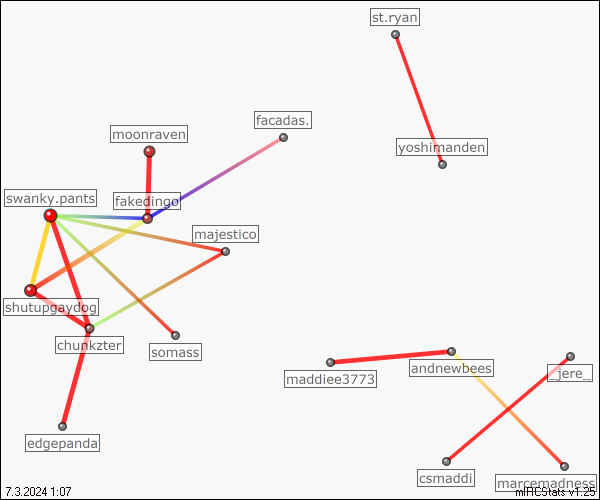 st.ryan
facadas.
moonraven
yoshimanden
swanky.pants
fakedingo
majestico
shutupgaydog
chunkzter
somass
andnewbees
_jere_
maddiee3773
edgepanda
csmaddi
marcemadness
7.3.2024 1:07
mIRCStats v1.25